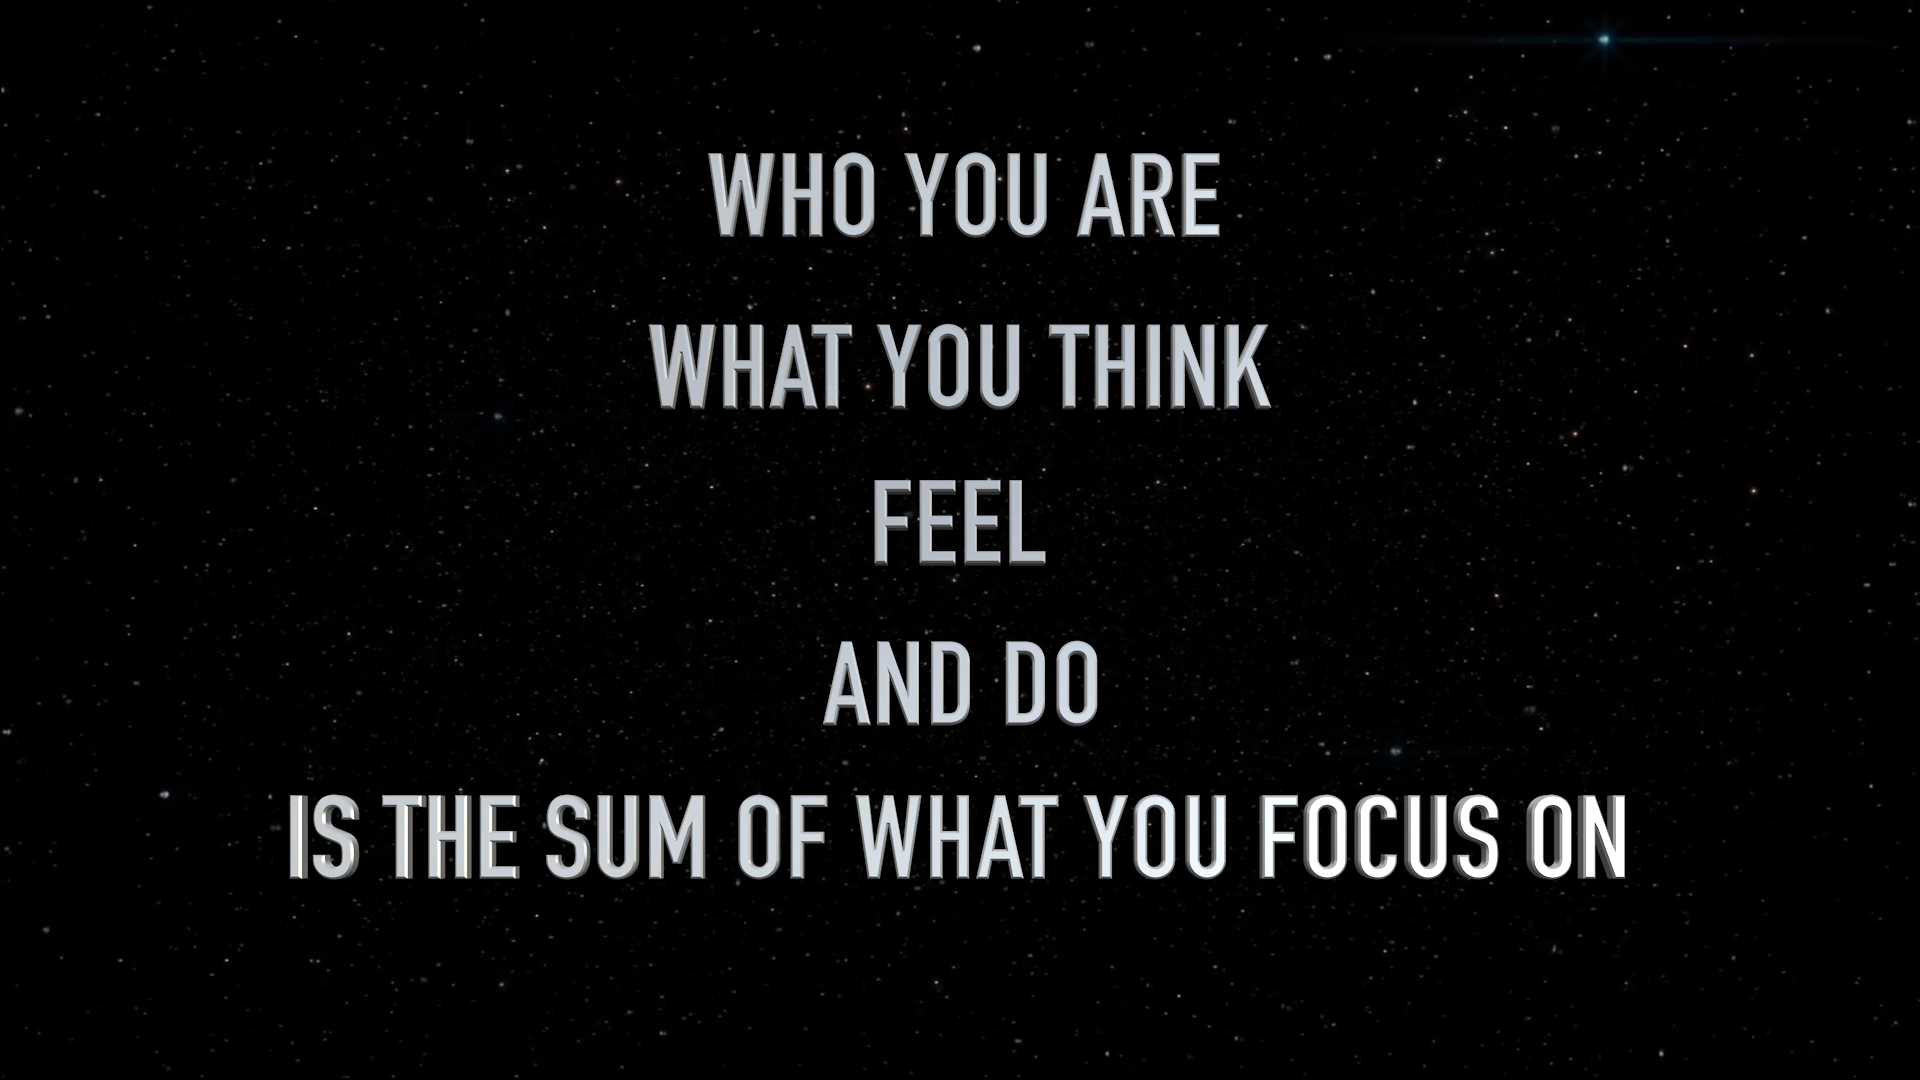 WHO YOU ARE
WHAT YOU THINK
FEEL
AND DO
IS THE SUM OF WHAT YOU FOCUS ON